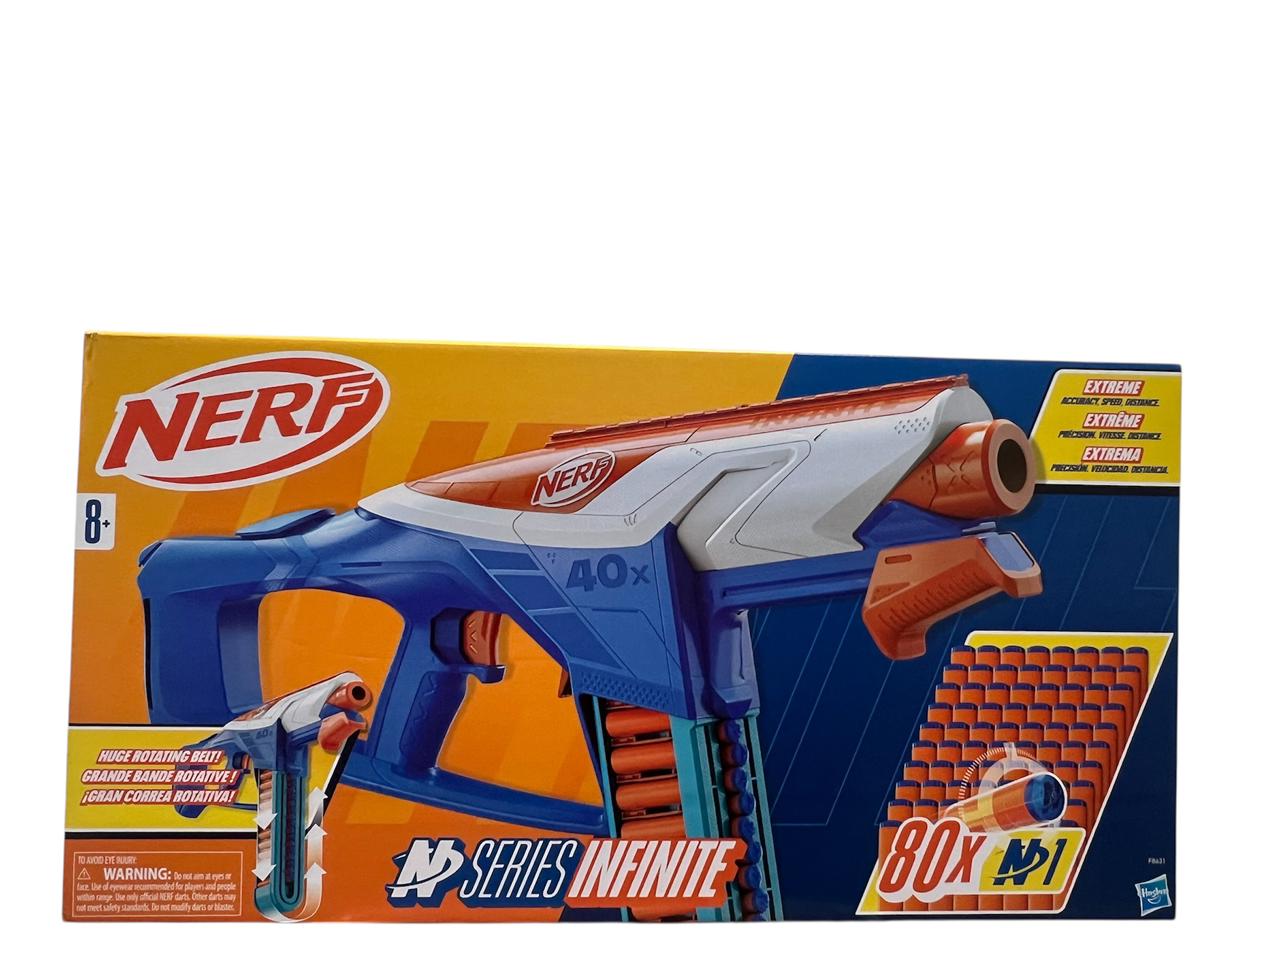 NERF
8+
EXTREME
ACCURACY, SPEED, DISTANCE.
EXTRÊME
PRÉCISION. VITESSE. DISTANCE.
EXTREMA
PRECISIÓN. VELOCIDAD. DISTANCIA.
NERF
40x
HUGE ROTATING BELT!
GRANDE BANDE ROTATIVE !
¡GRAN CORREA ROTATIVA!
TO AVOID EYE INJURY:
WARNING: Do not aim at eyes or
face. Use of eyewear recommended for players and people
within range. Use only official NERF darts. Other darts may
not meet safety standards. Do not modify darts or blaster.
N SERIES INFINITE
80x N1
F8631
Hasbro